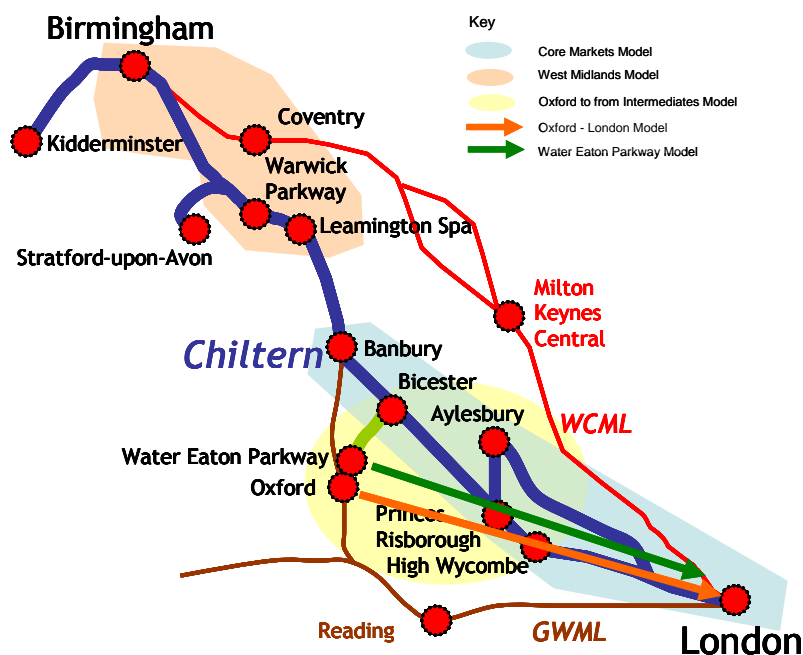 Birmingham
Key
Core Markets Model
West Midlands Model
Oxford to from Intermediates Model
Oxford - London Model
Water Eaton Parkway Model
Coventry
Kidderminster
Warwick
Parkway
Leamington Spa
Stratford-upon-Avon
Milton
Keynes
Central
Chiltern
Banbury
Bicester
Aylesbury
WCML
Water Eaton Parkway
Oxford
Princes
Risborough
High Wycombe
Reading
GWML
London